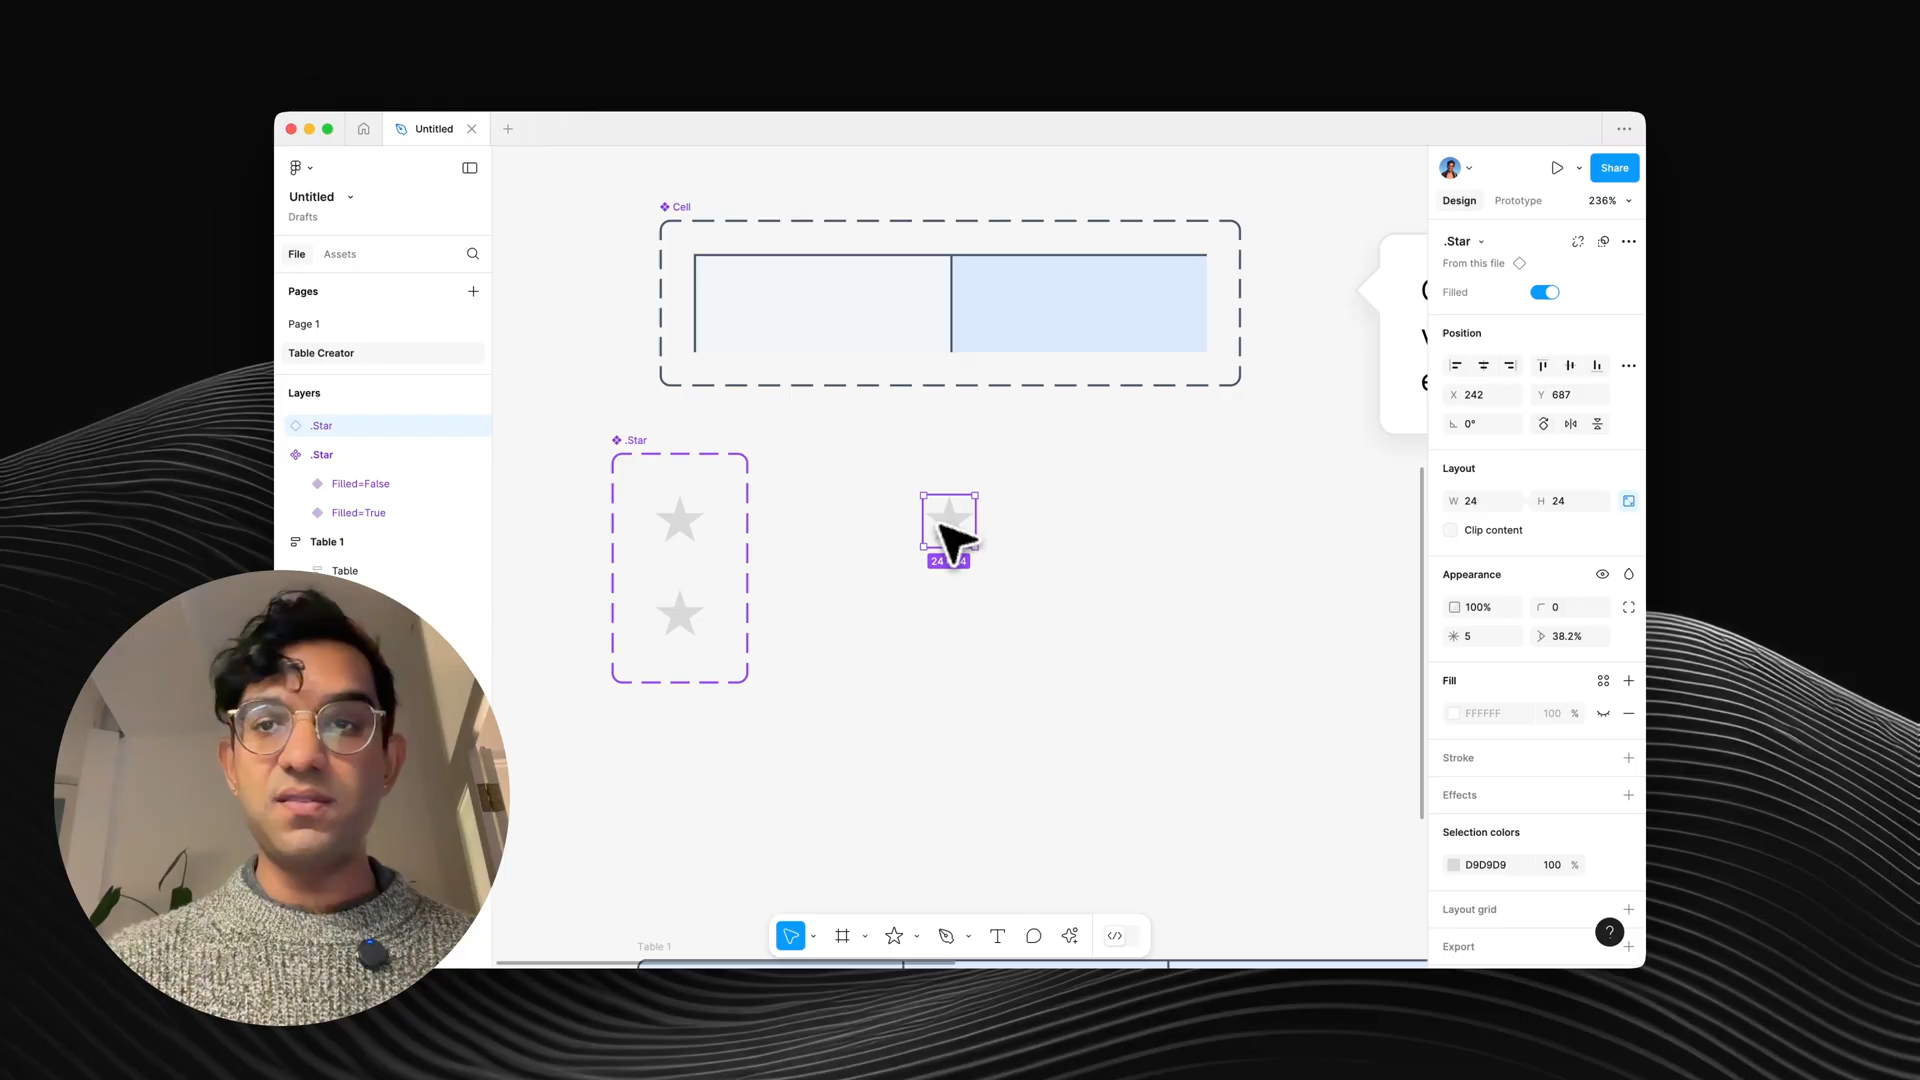 Untitled
Untitled
Drafts
File
Assets
Pages
Page 1
Table Creator
Layers
.Star
.Star
Filled=False
Filled=True
Table 1
Table
Cell
.Star
Table 1
Share
Design
Prototype
236%
.Star
From this file
Filled
Position
X 242
Y 687
0°
Layout
W 24
H 24
Clip content
Appearance
100%
0
5
38.2%
Fill
FFFFFF
100 %
Stroke
Effects
Selection colors
D9D9D9
100 %
Layout grid
?
Export